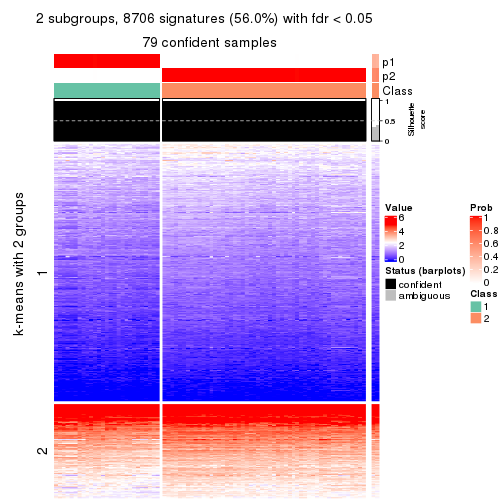 2 subgroups, 8706 signatures (56.0%) with fdr < 0.05
79 confident samples
p1
p2
Class
1
0.5
0
Silhouette
score
k-means with 2 groups
1
2
Value
6
4
2
0
Status (barplots)
confident
ambiguous
Prob
1
0.8
0.6
0.4
0.2
0
Class
1
2